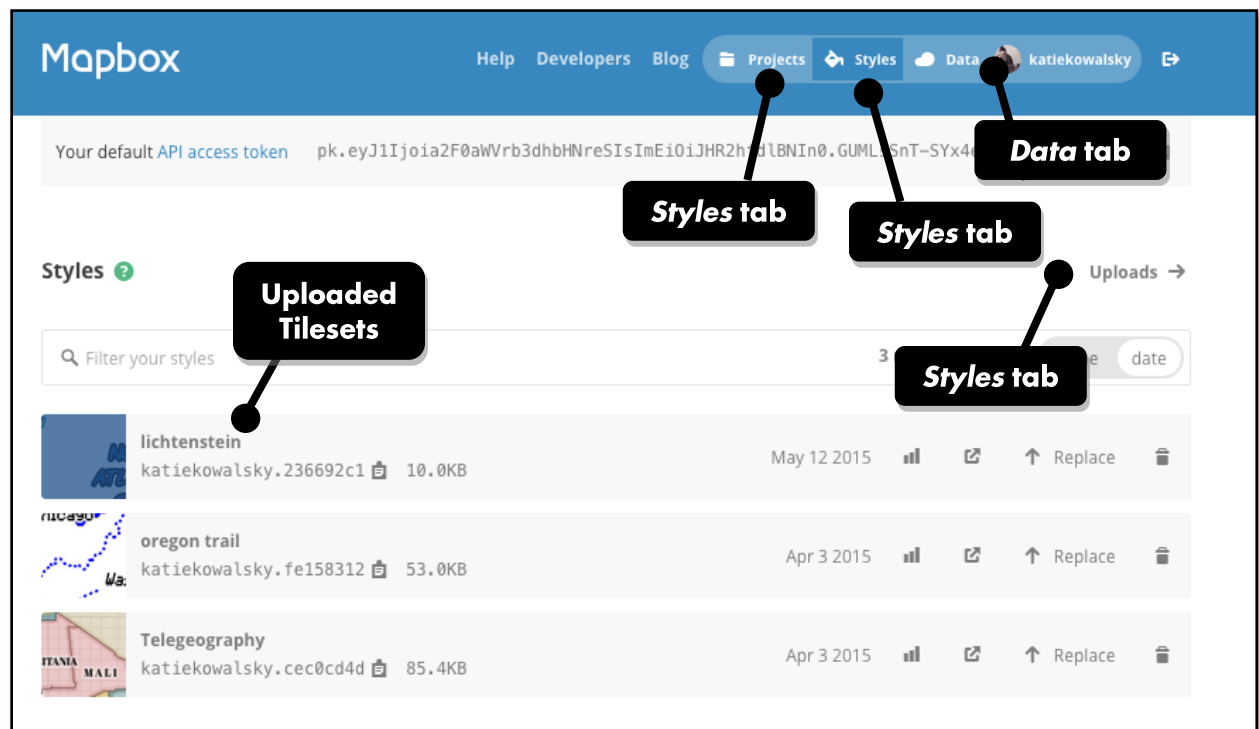 Mapbox
Help Developers Blog Projects Styles Data katiekowalsky
Your default API access token
Data tab
Styles tab
Styles tab
Styles ?
Uploads →
Uploaded
Tilesets
Filter your styles
3
date
Styles tab
lichtenstein
katiekowalsky.236692c1 10.0KB
May 12 2015 Replace
oregon trail
katiekowalsky.fe158312 53.0KB
Apr 3 2015 Replace
Telegeography
katiekowalsky.cec0cd4d 85.4KB
Apr 3 2015 Replace
MALI